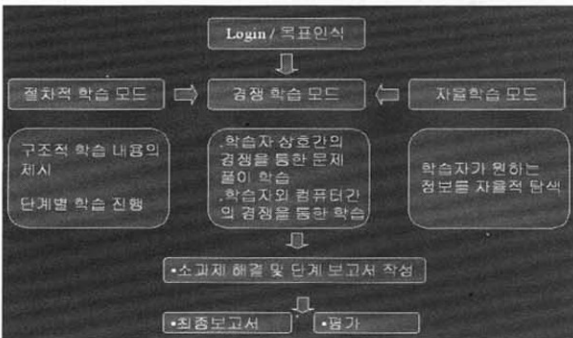 Login / 목표인식
절차적 학습 모드
경쟁 학습 모드
자율학습 모드
구조적 학습 내용의
제시
단계별 학습 진행
.학습자 상호간의
경쟁을 통한 문제
풀이 학습
.학습자와 컴퓨터간
의 경쟁을 통한 학습
학습자가 원하는
정보를 자율적 탐색
•소과제 해결 및 단계 보고서 작성
•최종보고서
•평가